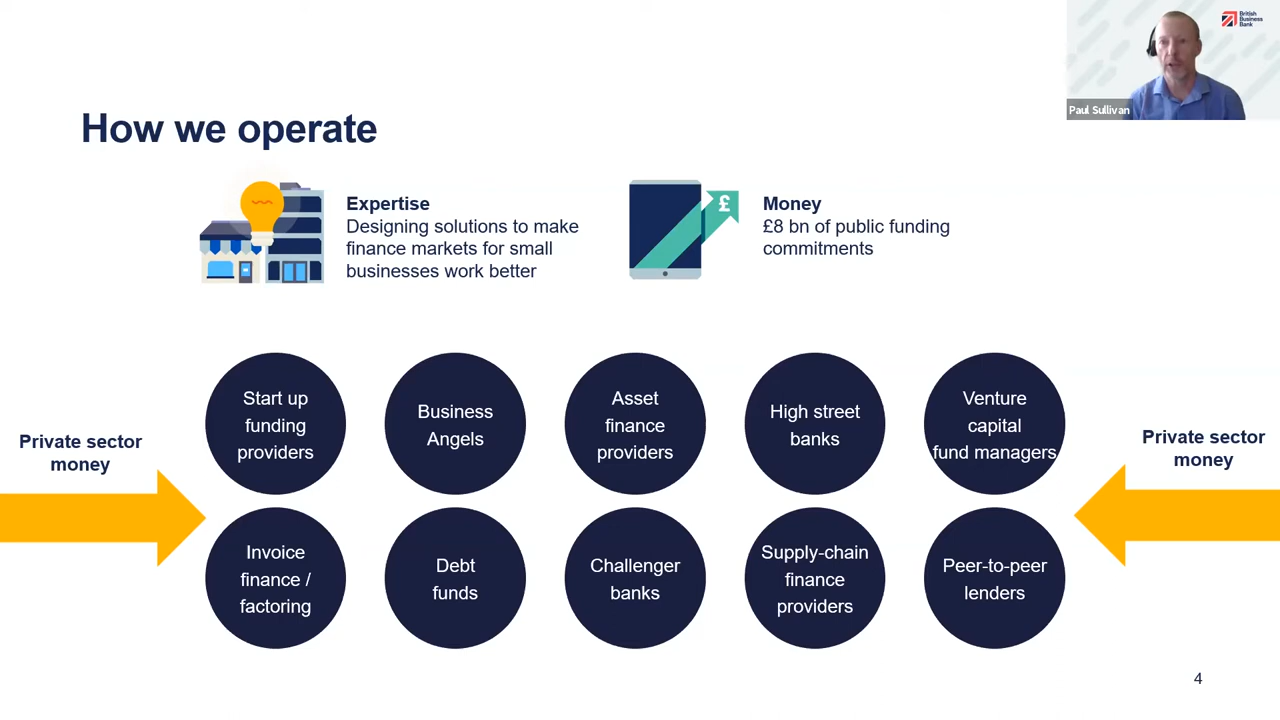 British
Business
Bank
Paul Sullivan
How we operate
Expertise
Designing solutions to make
finance markets for small
businesses work better
£
Money
£8 bn of public funding
commitments
Private sector
money
Start up
funding
providers
Business
Angels
Asset
finance
providers
High street
banks
Venture
capital
fund managers
Private sector
money
Invoice
finance /
factoring
Debt
funds
Challenger
banks
Supply-chain
finance
providers
Peer-to-peer
lenders
4